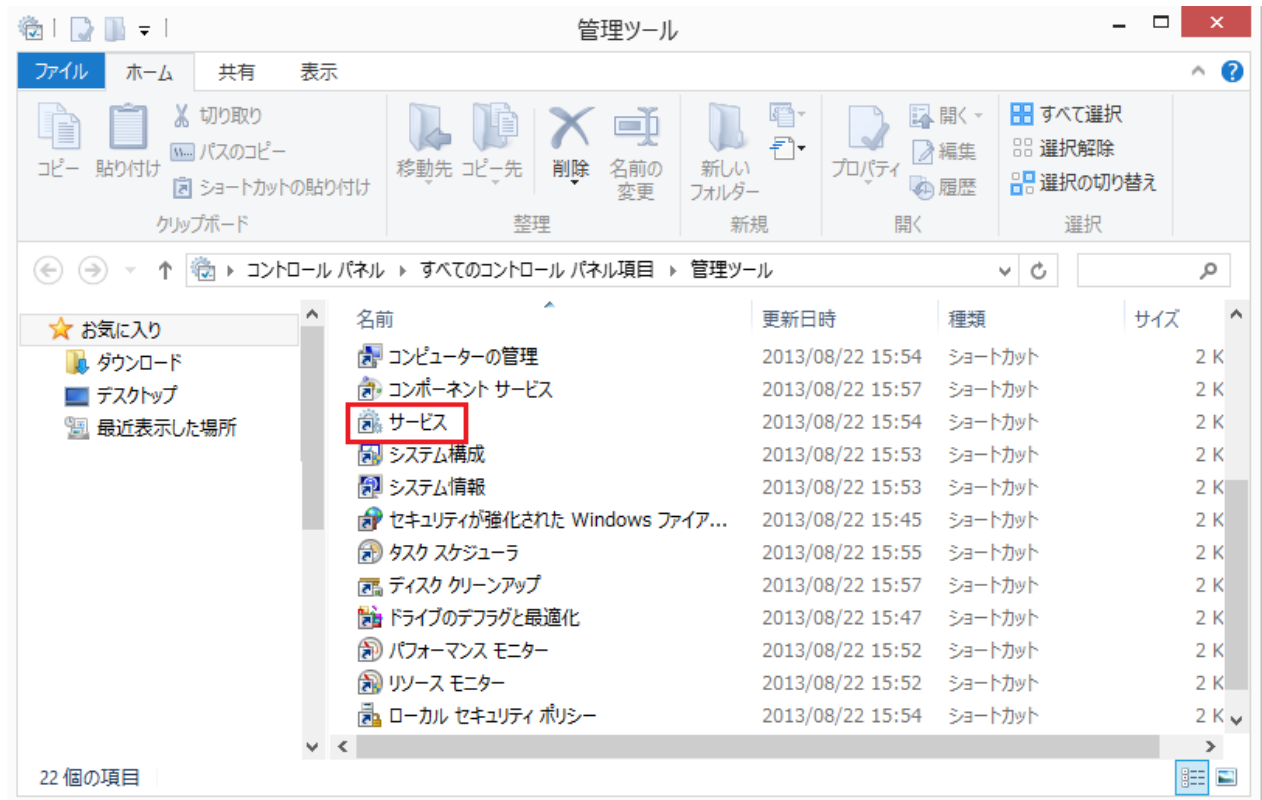 管理ツール
ファイル ホーム 共有 表示
コピー 貼り付け 切り取り パスのコピー ショートカットの貼り付け
移動先 コピー先 削除 名前の変更
新しいフォルダー
プロパティ 開く 編集 履歴
すべて選択 選択解除 選択の切り替え
クリップボード 整理 新規 開く 選択
コントロール パネル すべてのコントロール パネル項目 管理ツール
お気に入り
ダウンロード
デスクトップ
最近表示した場所
名前 更新日時 種類 サイズ
コンピューターの管理 2013/08/22 15:54 ショートカット 2 K
コンポーネント サービス 2013/08/22 15:57 ショートカット 2 K
サービス 2013/08/22 15:54 ショートカット 2 K
システム構成 2013/08/22 15:53 ショートカット 2 K
システム情報 2013/08/22 15:53 ショートカット 2 K
セキュリティが強化された Windows ファイア... 2013/08/22 15:45 ショートカット 2 K
タスク スケジューラ 2013/08/22 15:55 ショートカット 2 K
ディスク クリーンアップ 2013/08/22 15:57 ショートカット 2 K
ドライブのデフラグと最適化 2013/08/22 15:47 ショートカット 2 K
パフォーマンス モニター 2013/08/22 15:52 ショートカット 2 K
リソース モニター 2013/08/22 15:52 ショートカット 2 K
ローカル セキュリティ ポリシー 2013/08/22 15:54 ショートカット 2 K
22 個の項目